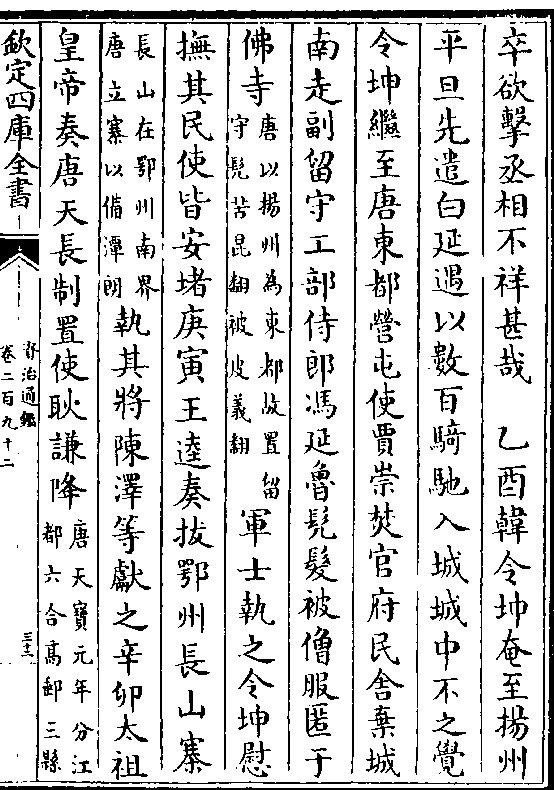 卒欲擊丞相不祥甚哉　乙酉韓令坤奄至揚州
平旦先遣白延遇以數百騎馳入城城中不之覺
令坤繼至唐東都營屯使賈崇焚官府民舍棄城
南走副留守工部侍郎馮延魯髠髮被僧服匿于
佛寺唐以揚州為東都故置留守髠苦昆翻被皮義翻軍士執之令坤慰
撫其民使皆安堵庚寅王逵奏拔鄂州長山寨
長山在鄂州南界唐立寨以備潭朗執其將陳澤等獻之辛卯太祖
皇帝奏唐天長制置使耿謙降唐天寶元年分江都六合高郵三縣
欽定四庫全書
資治通鑑
卷二百九十二
三十三